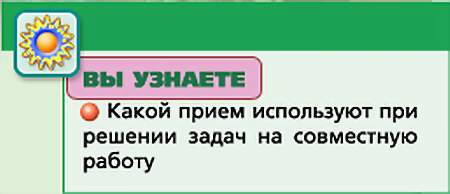 ВЫ УЗНАЕТЕ
Какой прием используют при
решении задач на совместную
работу